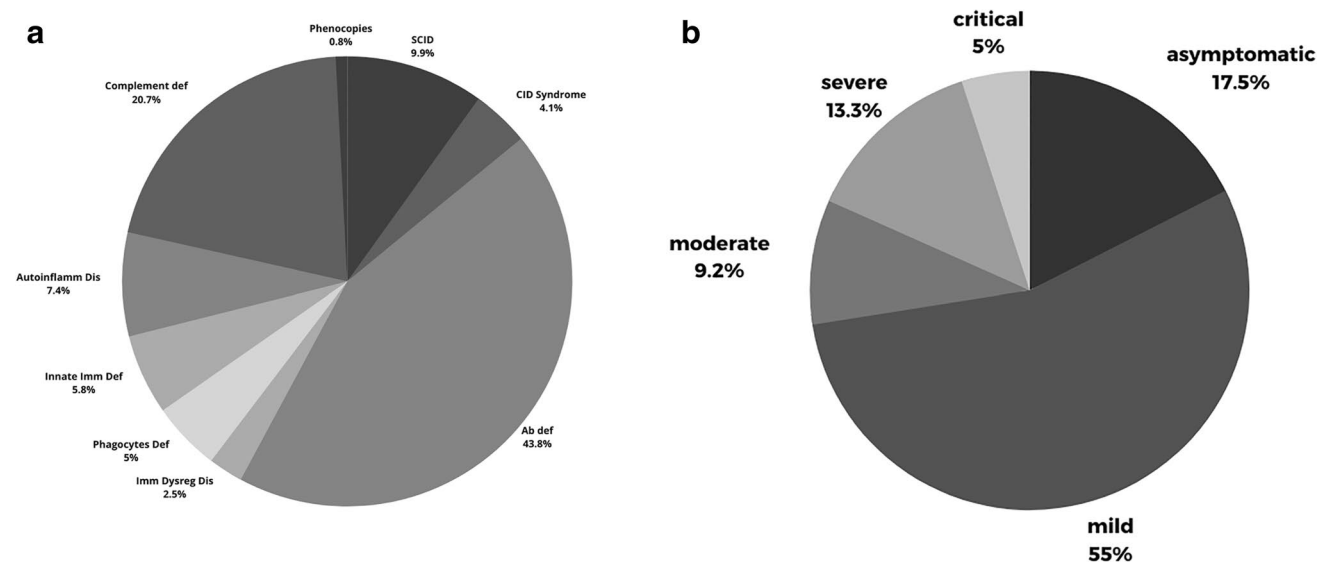 a
Phenocopies
0.8%
SCID
9.9%
CID Syndrome
4.1%
Ab def
43.8%
Imm Dysreg Dis
2.5%
Phagocytes Def
5%
Innate Imm Def
5.8%
Autoinflamm Dis
7.4%
Complement def
20.7%
b
critical
5%
asymptomatic
17.5%
mild
55%
moderate
9.2%
severe
13.3%